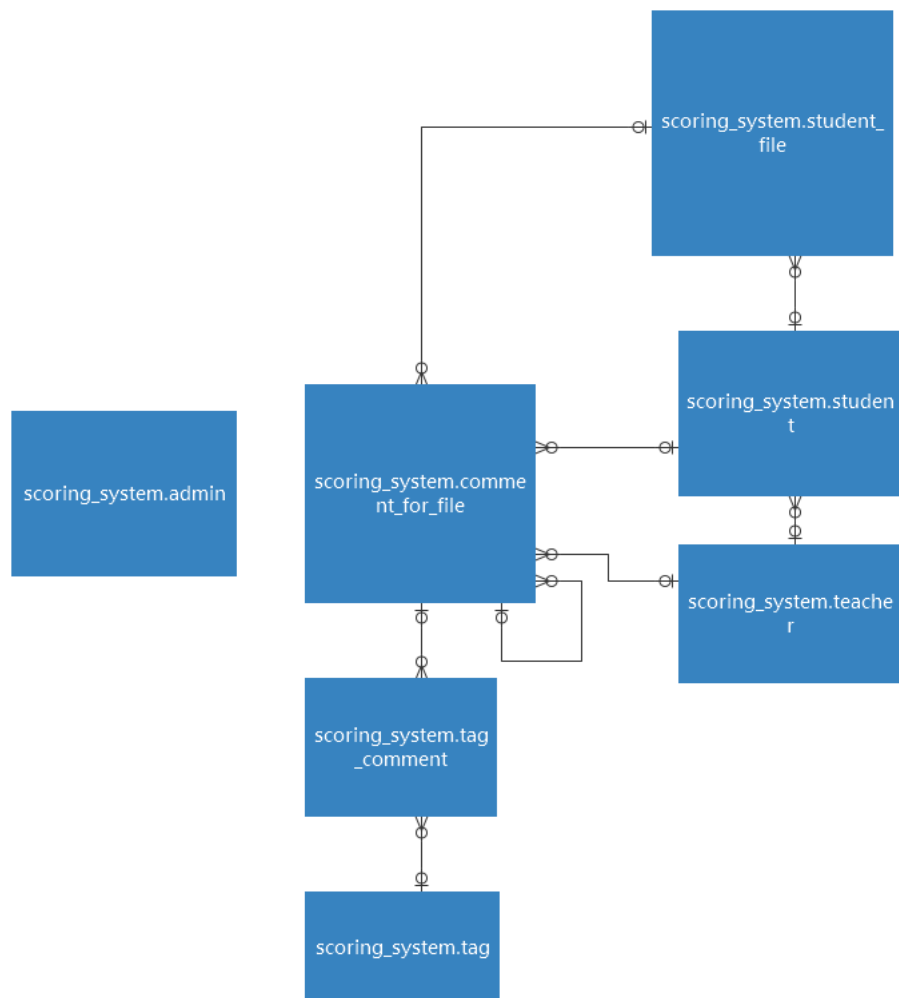 scoring_system.student_
file
scoring_system.studen
t
scoring_system.admin
scoring_system.comme
nt_for_file
scoring_system.teache
r
scoring_system.tag
_comment
scoring_system.tag